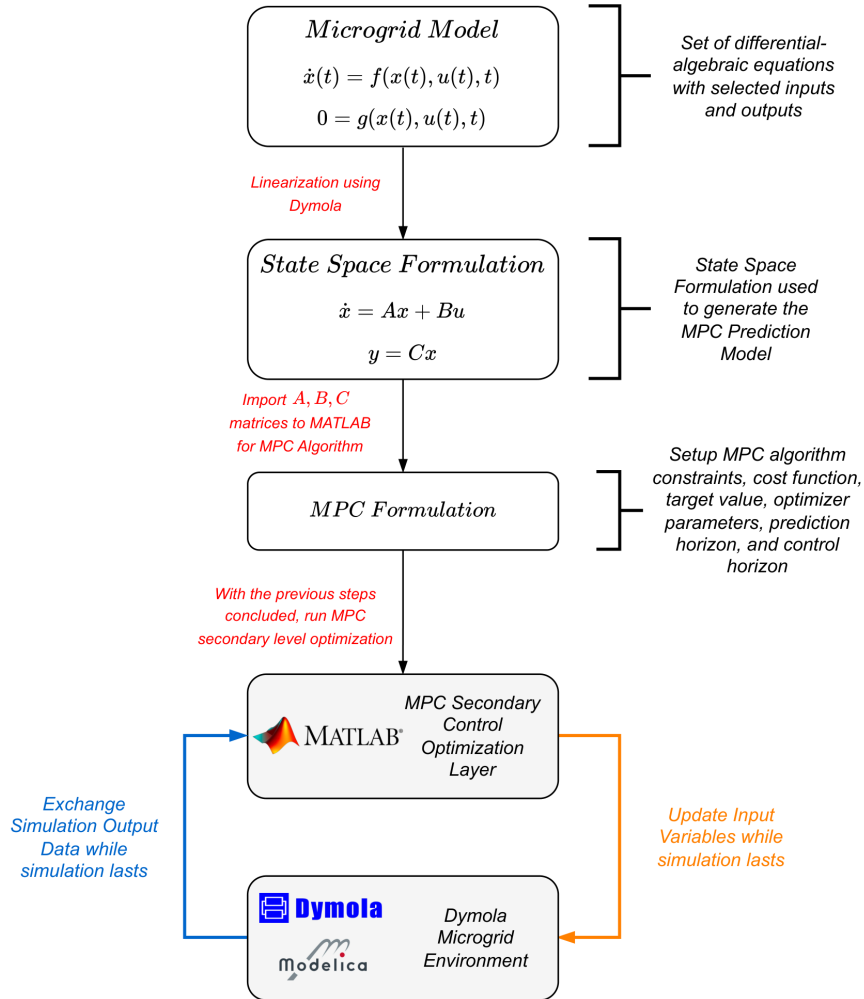 Microgrid Model
ẋ(t) = f(x(t), u(t), t)
0 = g(x(t), u(t), t)
Set of differential-
algebraic equations
with selected inputs
and outputs
Linearization using
Dymola
State Space Formulation
ẋ = Ax + Bu
y = Cx
State Space
Formulation used
to generate the
MPC Prediction
Model
Import A, B, C
matrices to MATLAB
for MPC Algorithm
MPC Formulation
Setup MPC algorithm
constraints, cost function,
target value, optimizer
parameters, prediction
horizon, and control
horizon
With the previous steps
concluded, run MPC
secondary level optimization
MATLAB®
MPC Secondary
Control
Optimization
Layer
Exchange
Simulation Output
Data while
simulation lasts
Update Input
Variables while
simulation lasts
Dymola
Modelica
Dymola
Microgrid
Environment